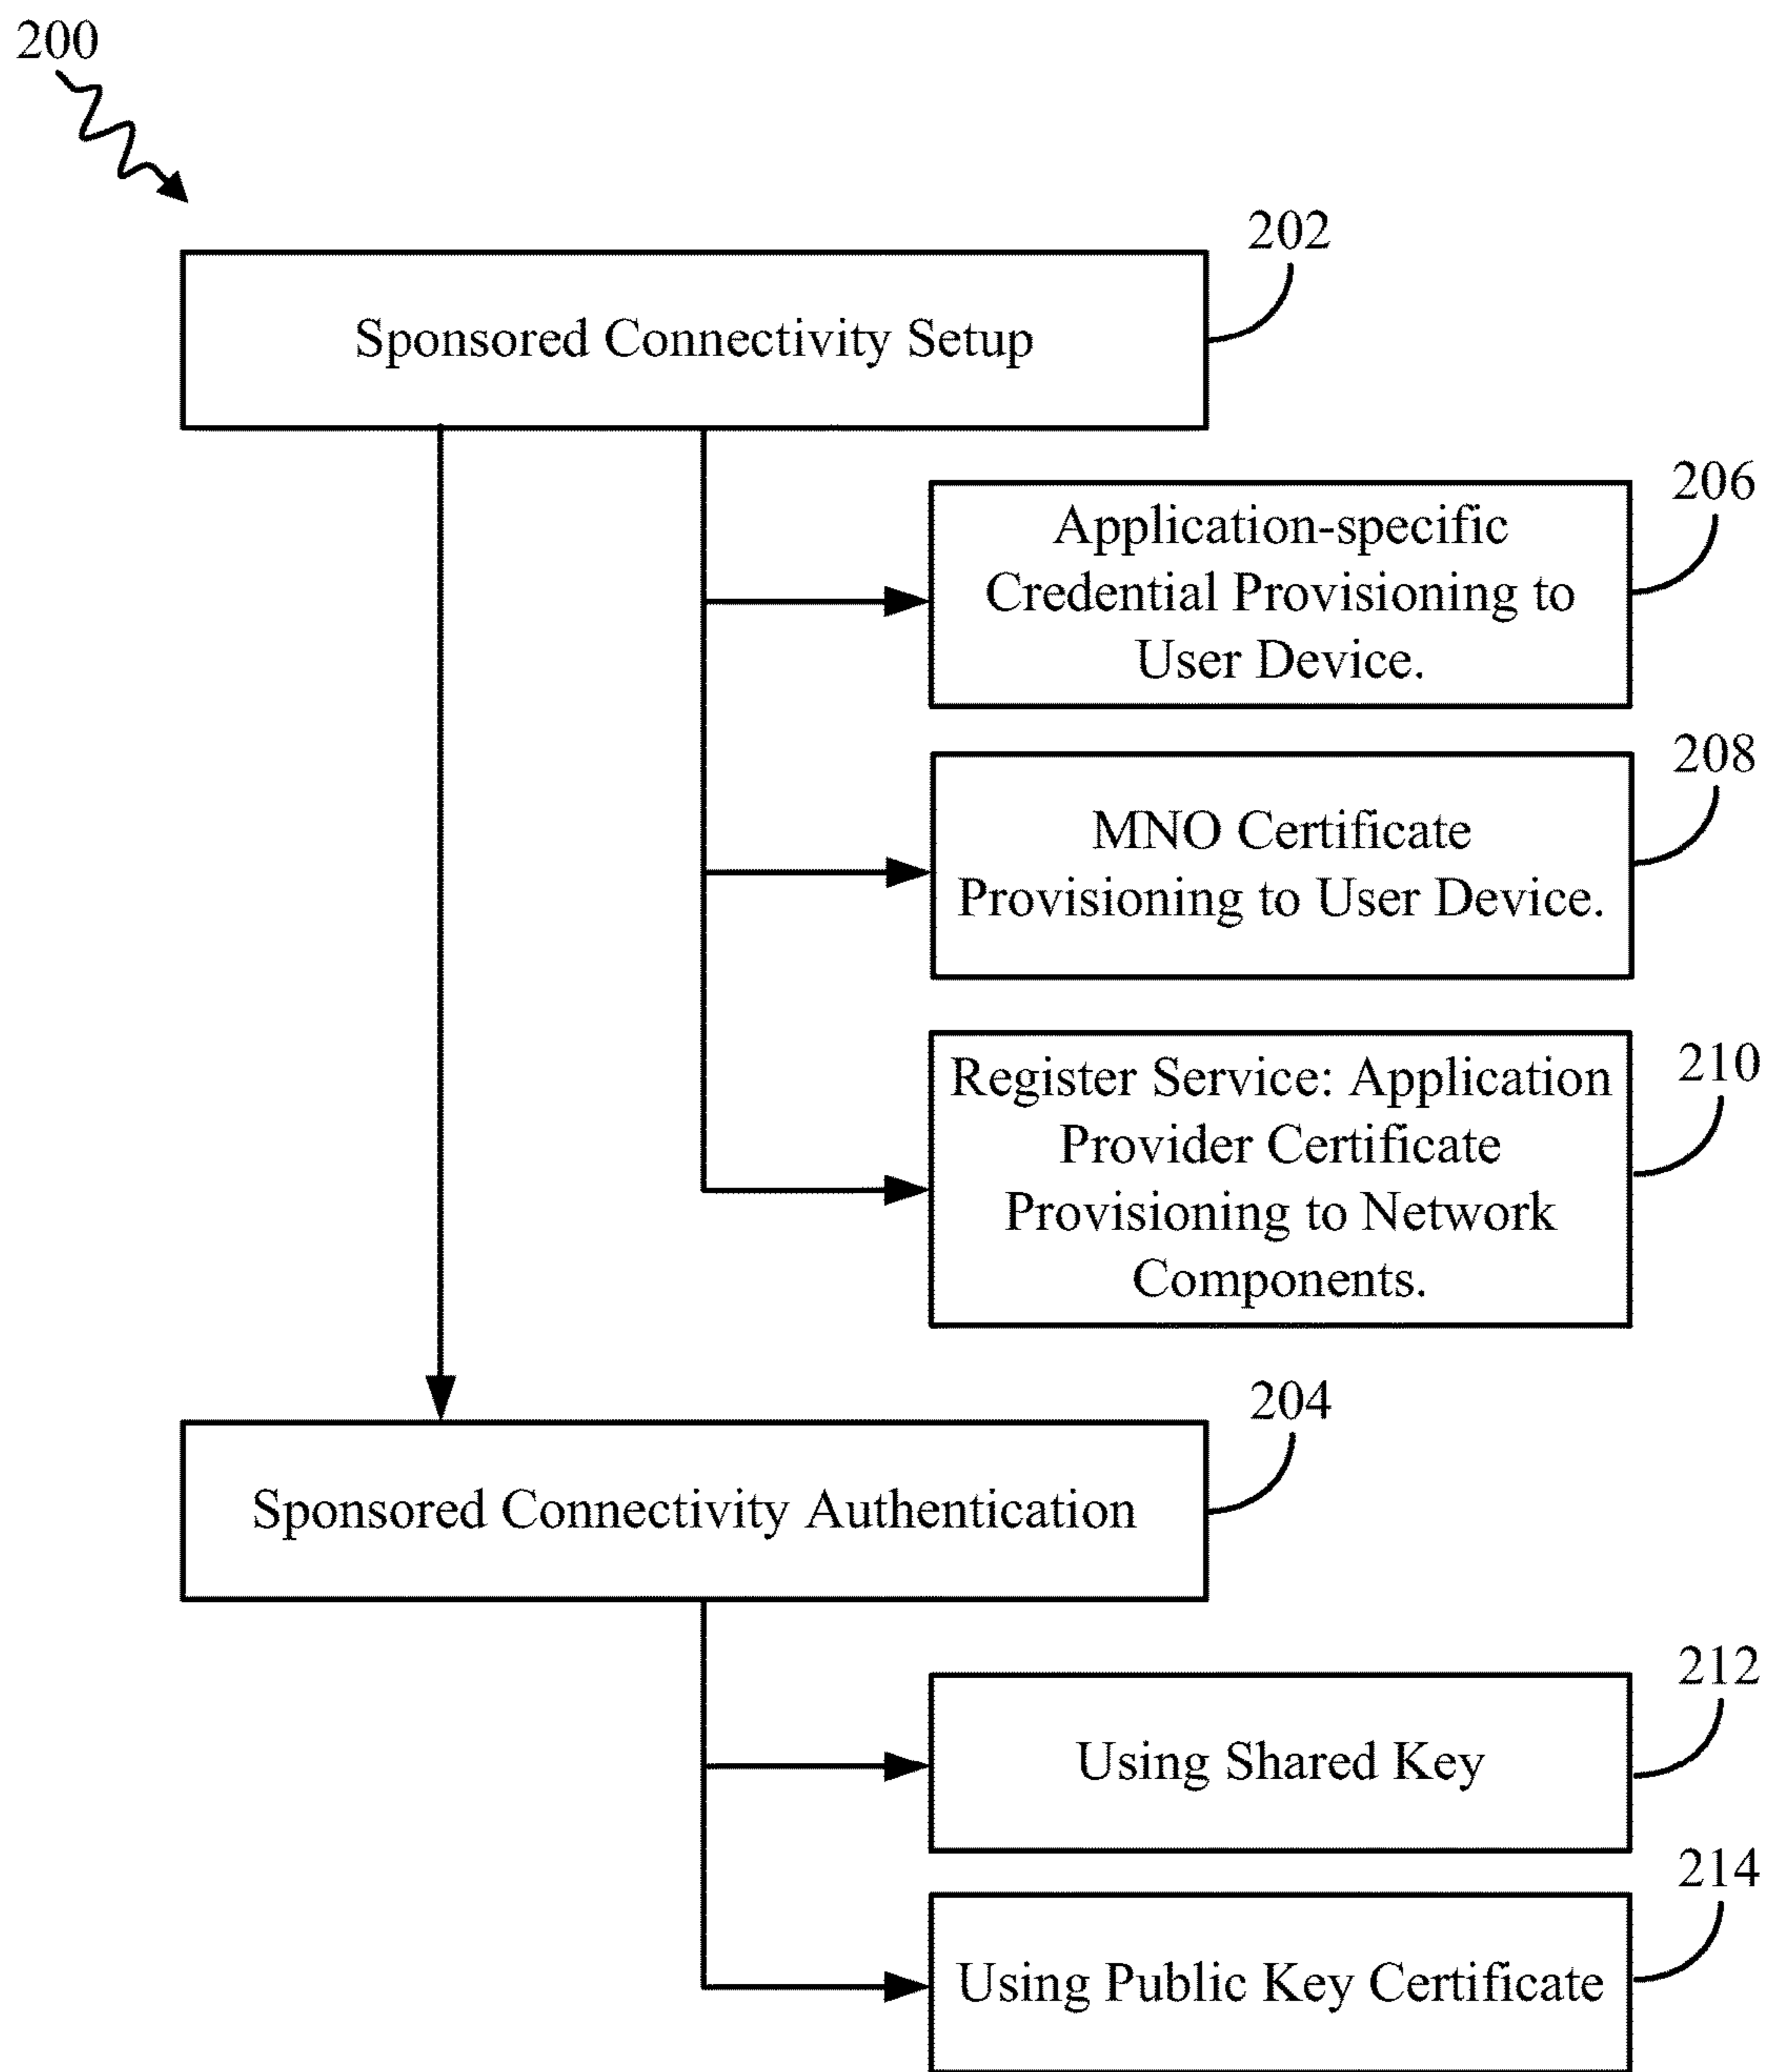 200
202
Sponsored Connectivity Setup
206
Application-specific
Credential Provisioning to
User Device.
208
MNO Certificate
Provisioning to User Device.
210
Register Service: Application
Provider Certificate
Provisioning to Network
Components.
204
Sponsored Connectivity Authentication
212
Using Shared Key
214
Using Public Key Certificate